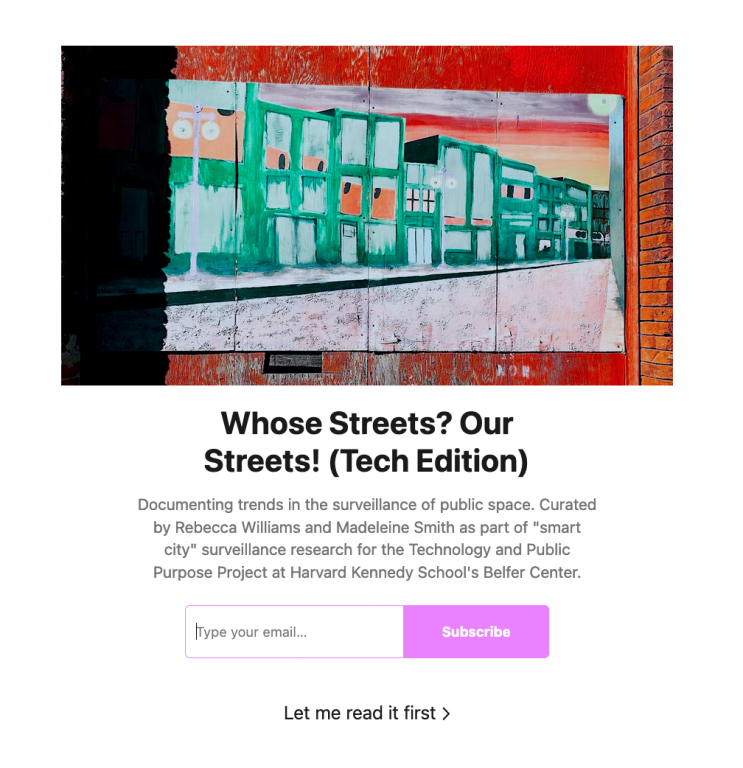 Whose Streets? Our
Streets! (Tech Edition)
Documenting trends in the surveillance of public space. Curated
by Rebecca Williams and Madeleine Smith as part of "smart
city" surveillance research for the Technology and Public
Purpose Project at Harvard Kennedy School's Belfer Center.
Type your email...
Subscribe
Let me read it first >